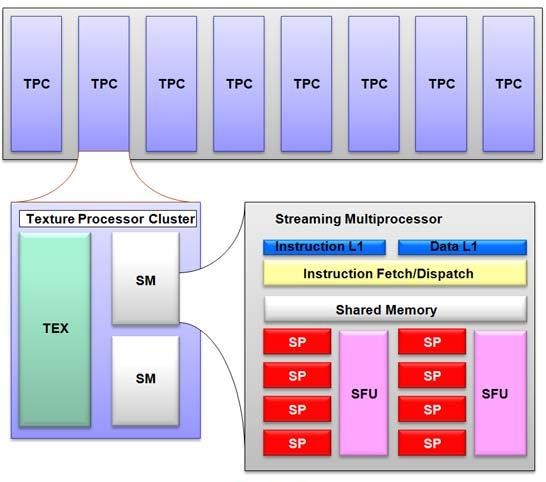 TPC TPC TPC TPC TPC TPC TPC TPC
Texture Processor Cluster
TEX
SM
SM
Streaming Multiprocessor
Instruction L1 Data L1
Instruction Fetch/Dispatch
Shared Memory
SP SP
SP SP
SFU SFU
SP SP
SP SP